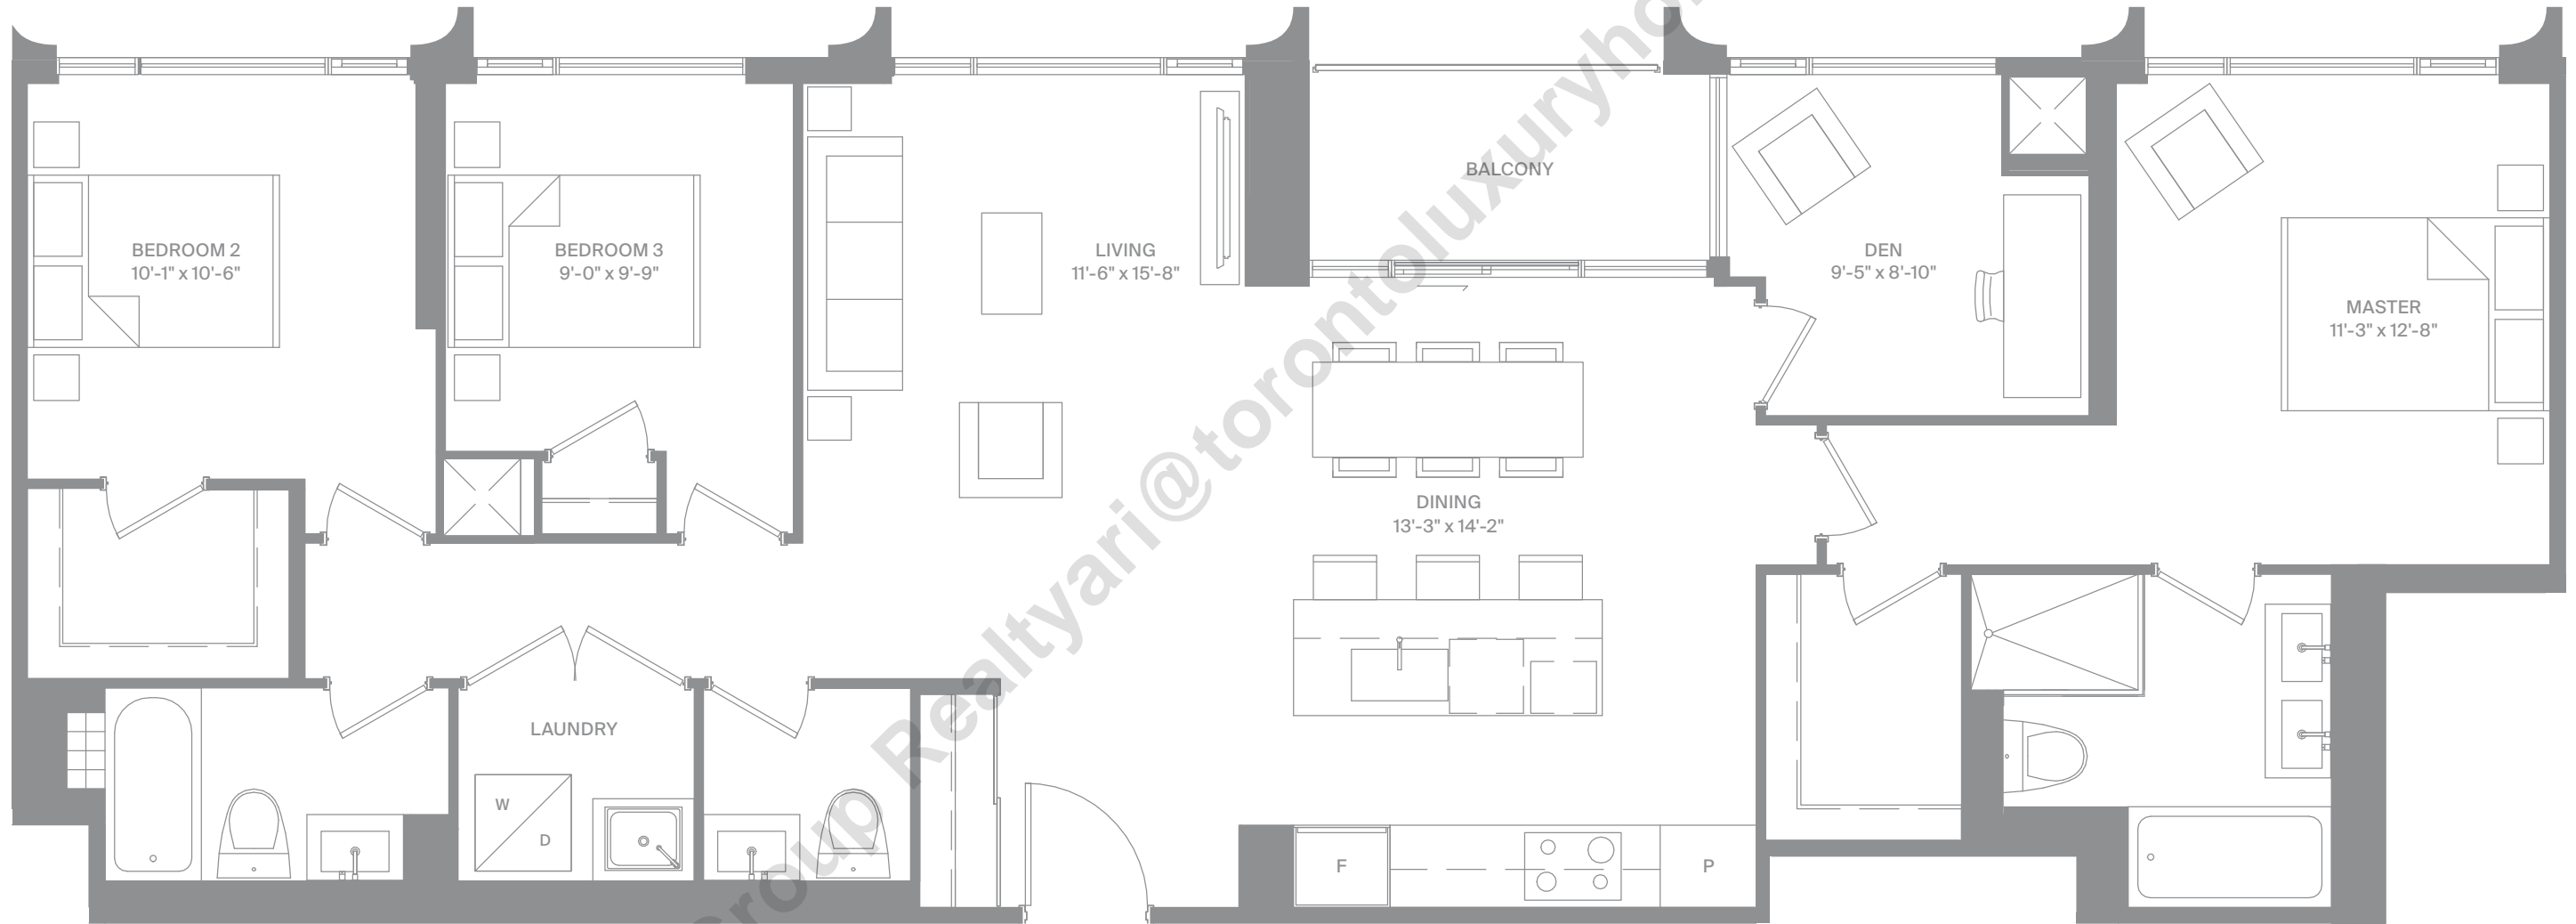 BEDROOM 2
10'-1" x 10'-6"
BEDROOM 3
9'-0" x 9'-9"
LIVING
11'-6" x 15'-8"
BALCONY
DEN
9'-5" x 8'-10"
MASTER
11'-3" x 12'-8"
DINING
13'-3" x 14'-2"
LAUNDRY
W
D
F
P
Group Realtyari@torontoluxuryho